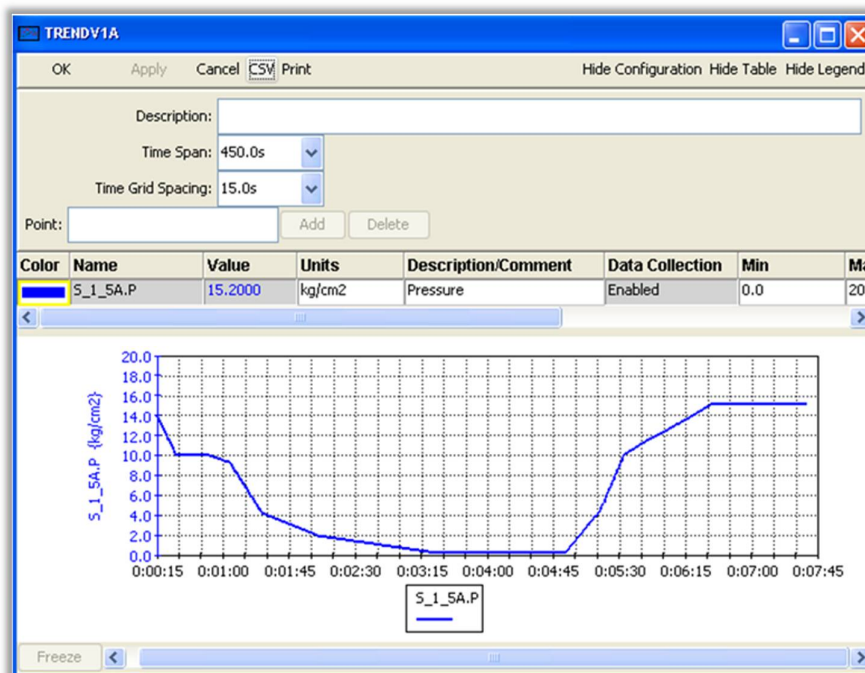 TRENDV1A
OK Apply Cancel CSV Print Hide Configuration Hide Table Hide Legend
Description:
Time Span: 450.0s
Time Grid Spacing: 15.0s
Point: Add Delete
Color Name Value Units Description/Comment Data Collection Min
S_1_5A.P 15.2000 kg/cm2 Pressure Enabled 0.0
20.0
18.0
16.0
14.0
12.0
10.0
8.0
6.0
4.0
2.0
0.0
S_1_5A.P {kg/cm2}
0:00:15 0:01:00 0:01:45 0:02:30 0:03:15 0:04:00 0:04:45 0:05:30 0:06:15 0:07:00 0:07:45
S_1_5A.P
Freeze